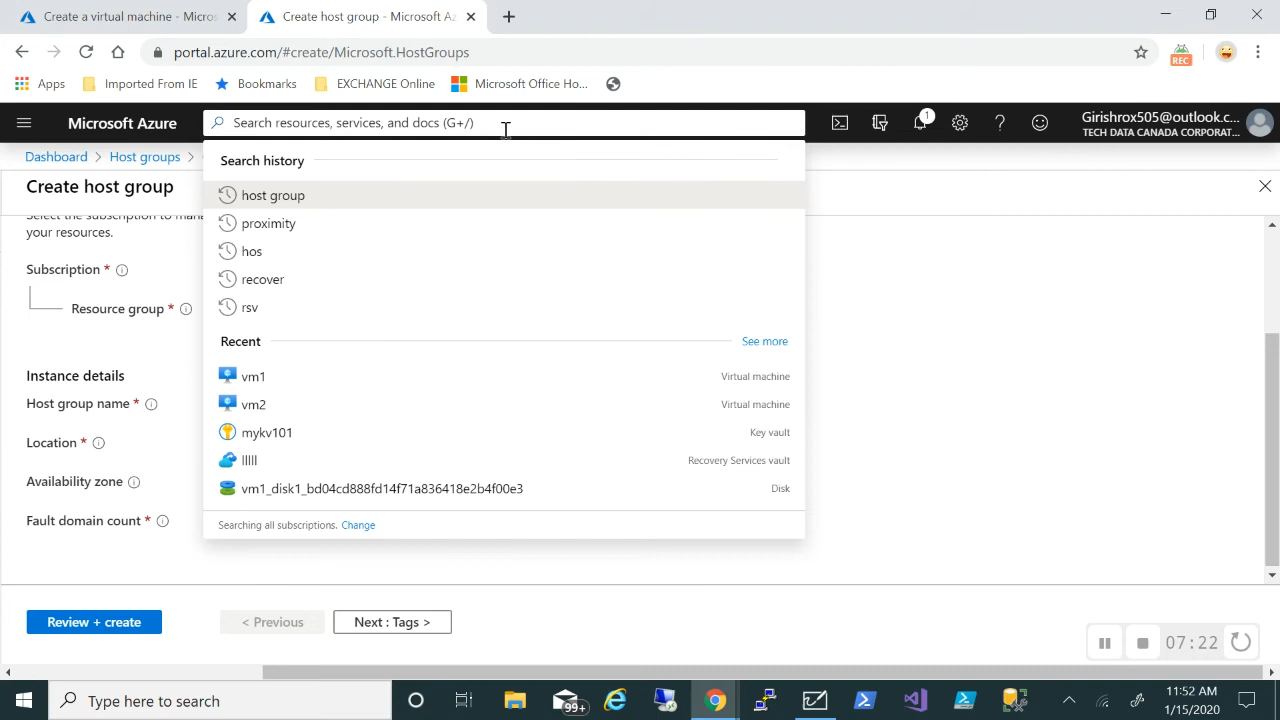 Create a virtual machine - Micros
Create host group - Microsoft Az
portal.azure.com/#create/Microsoft.HostGroups
REC
Apps
Imported From IE
Bookmarks
EXCHANGE Online
Microsoft Office Ho...
Microsoft Azure
Search resources, services, and docs (G+/)
1
Girishrox505@outlook.c...
TECH DATA CANADA CORPORAT...
Dashboard
Host groups
Search history
Create host group
host group
Select the subscription to mana
your resources.
proximity
hos
Subscription *
recover
Resource group *
rsv
Recent
See more
Instance details
vm1
Virtual machine
Host group name *
vm2
Virtual machine
Location *
mykv101
Key vault
lllll
Recovery Services vault
Availability zone
vm1_disk1_bd04cd888fd14f71a836418e2b4f00e3
Disk
Fault domain count *
Searching all subscriptions. Change
Review + create
< Previous
Next : Tags >
07:22
Type here to search
99+
11:52 AM
1/15/2020